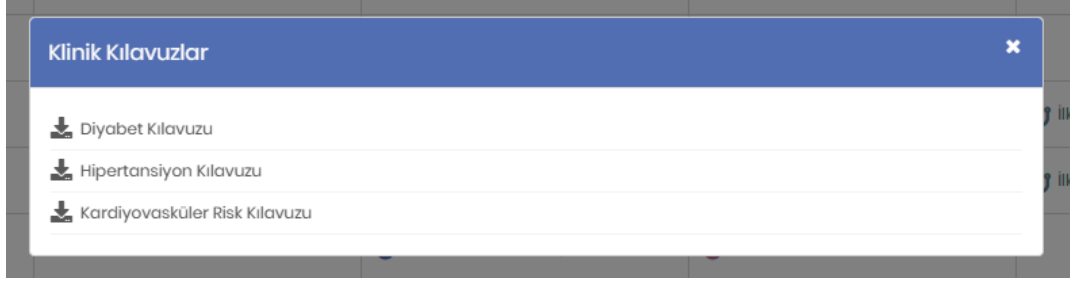 Klinik Kılavuzlar
Diyabet Kılavuzu
Hipertansiyon Kılavuzu
Kardiyovasküler Risk Kılavuzu